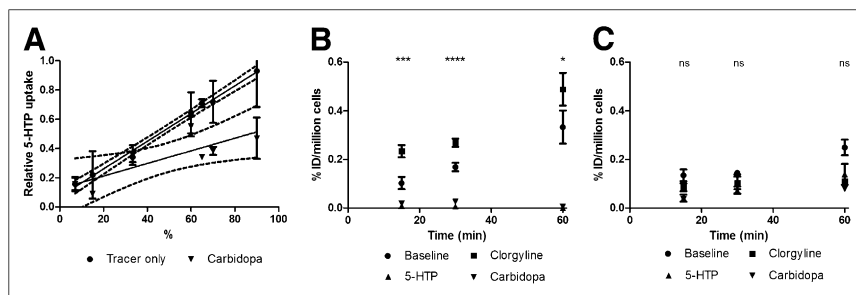 A
B
C
Relative 5-HTP uptake
1.0
0.8
0.6
0.4
0.2
0.0
0 20 40 60 80 100
%
Tracer only Carbidopa
% ID/million cells
0.6
0.4
0.2
0.0
*** **** *
0 20 40 60
Time (min)
Baseline Clorgyline
5-HTP Carbidopa
% ID/million cells
0.6
0.4
0.2
0.0
ns ns ns
0 20 40 60
Time (min)
Baseline Clorgyline
5-HTP Carbidopa